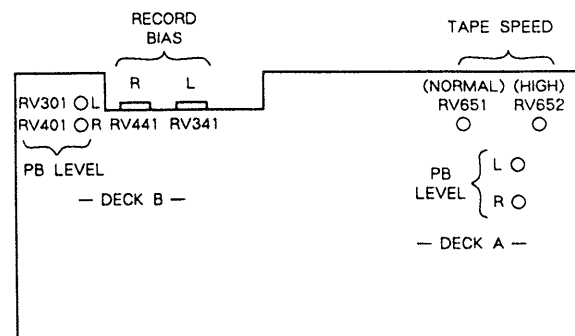 RECORD
BIAS
R L
RV441 RV341
RV301 L
RV401 R
PB LEVEL
— DECK B —
TAPE SPEED
(NORMAL) (HIGH)
RV651 RV652
PB
LEVEL
L
R
— DECK A —